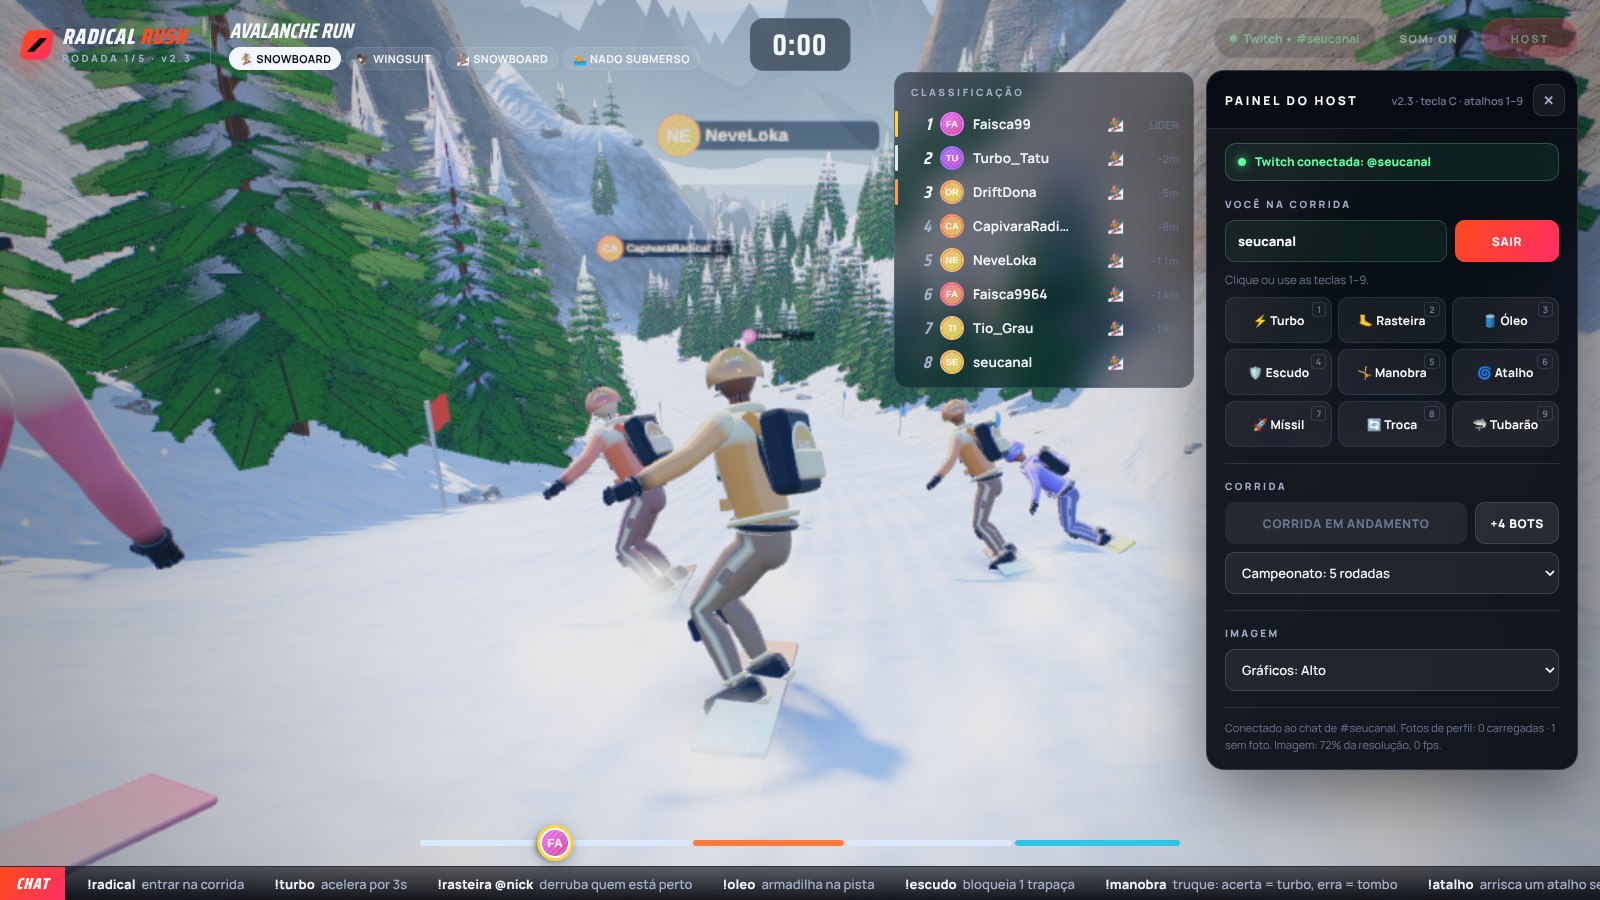 RADICAL RUSH
RODADA 1/5 · v2.3
AVALANCHE RUN
SNOWBOARD
WINGSUIT
SNOWBOARD
NADO SUBMERSO
0:00
Twitch • #seucanal
SOM: ON
HOST
NE NeveLoka
CA CapivaraRadical
CLASSIFICAÇÃO
1 FA Faisca99 LÍDER
2 TU Turbo_Tatu -2m
3 DR DriftDona -5m
4 CA CapivaraRadi... -8m
5 NE NeveLoka -11m
6 FA Faisca9964 -14m
7 TI Tio_Grau -18m
8 SE seucanal
PAINEL DO HOST
v2.3 · tecla C · atalhos 1–9
×
Twitch conectada: @seucanal
VOCÊ NA CORRIDA
seucanal
SAIR
Clique ou use as teclas 1–9.
Turbo 1
Rasteira 2
Óleo 3
Escudo 4
Manobra 5
Atalho 6
Míssil 7
Troca 8
Tubarão 9
CORRIDA
CORRIDA EM ANDAMENTO
+4 BOTS
Campeonato: 5 rodadas
IMAGEM
Gráficos: Alto
Conectado ao chat de #seucanal. Fotos de perfil: 0 carregadas · 1
sem foto. Imagem: 72% da resolução, 0 fps.
FA
CHAT !radical entrar na corrida !turbo acelera por 3s !rasteira @nick derruba quem está perto !oleo armadilha na pista !escudo bloqueia 1 trapaça !manobra truque: acerta = turbo, erra = tombo !atalho arrisca um atalho se